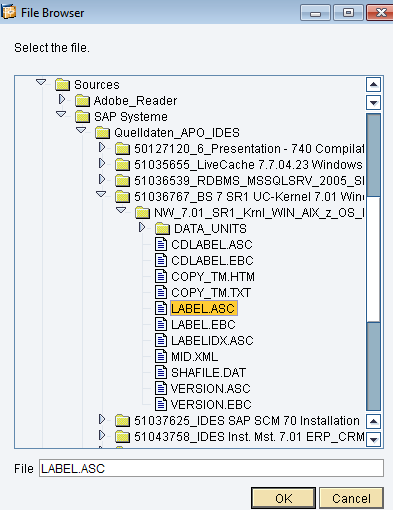 File Browser
Select the file.
Sources
Adobe_Reader
SAP Systeme
Quelldaten_APO_IDES
50127120_6_Presentation - 740 Compilat
51035655_LiveCache 7.7.04.23 Windows
51036539_RDBMS_MSSQLSRV_2005_S
51036767_BS 7 SR1 UC-Kernel 7.01 Win
NW_7.01_SR1_Krnl_WIN_AIX_z_OS_
DATA_UNITS
CDLABEL.ASC
CDLABEL.EBC
COPY_TM.HTM
COPY_TM.TXT
LABEL.ASC
LABEL.EBC
LABELIDX.ASC
MID.XML
SHAFILE.DAT
VERSION.ASC
VERSION.EBC
51037625_IDES SAP SCM 70 Installation
51043758_IDES Inst. Mst. 7.01 ERP_CRM
File LABEL.ASC
OK Cancel